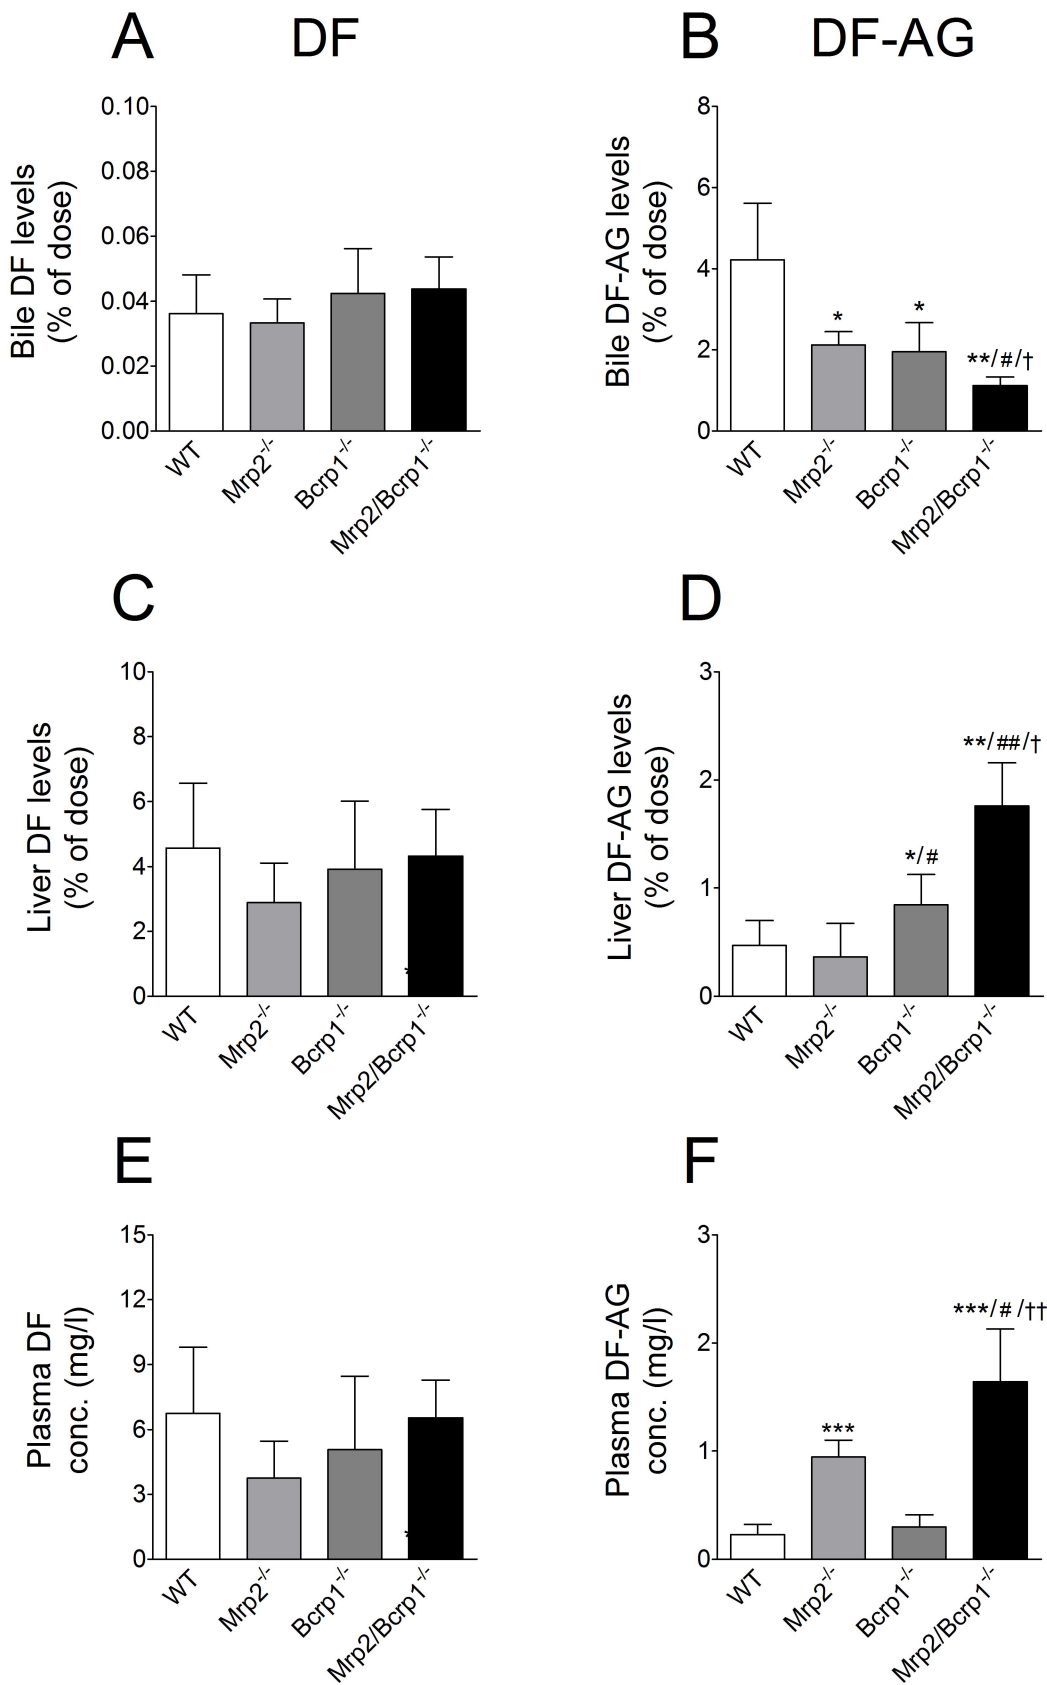 A DF
Bile DF levels
(% of dose)
0.10
0.08
0.06
0.04
0.02
0.00
WT
Mrp2-/-
Bcrp1-/-
Mrp2/Bcrp1-/-
B DF-AG
Bile DF-AG levels
(% of dose)
8
6
4
2
0
*
*
**/#/†
WT
Mrp2-/-
Bcrp1-/-
Mrp2/Bcrp1-/-
C
Liver DF levels
(% of dose)
10
8
6
4
2
0
*
WT
Mrp2-/-
Bcrp1-/-
Mrp2/Bcrp1-/-
D
Liver DF-AG levels
(% of dose)
3
2
1
0
*/#
**/##/†
WT
Mrp2-/-
Bcrp1-/-
Mrp2/Bcrp1-/-
E
Plasma DF
conc. (mg/l)
15
12
9
6
3
0
*
WT
Mrp2-/-
Bcrp1-/-
Mrp2/Bcrp1-/-
F
Plasma DF-AG
conc. (mg/l)
3
2
1
0
***
***/# /††
WT
Mrp2-/-
Bcrp1-/-
Mrp2/Bcrp1-/-